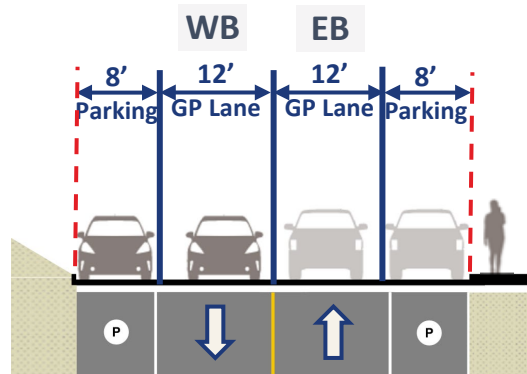 WB EB
8’ 12’ 12’ 8’
Parking GP Lane GP Lane Parking
P P